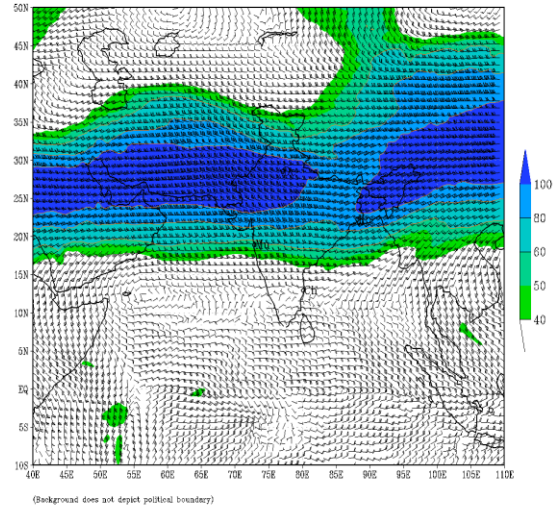 50N
45N
40N
35N
30N
25N
20N
15N
10N
5N
EQ
5S
10S
40E 45E 50E 55E 60E 65E 70E 75E 80E 85E 90E 95E 100E 105E 110E
100
80
60
50
40
(Background does not depict political boundary)